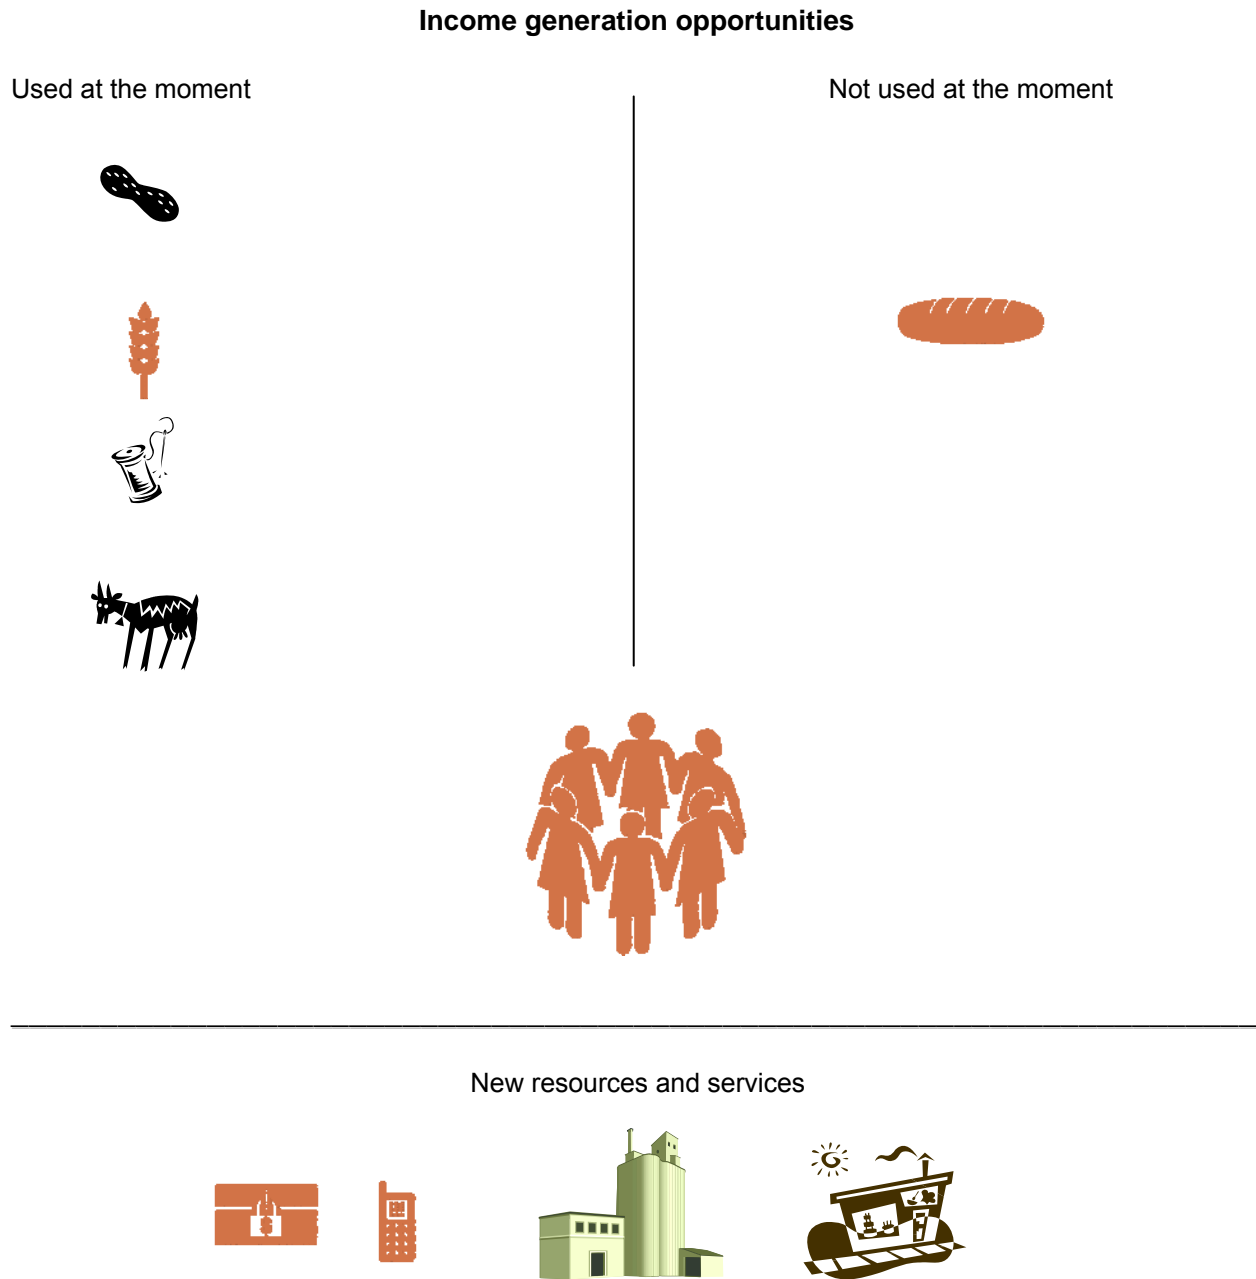 Income generation opportunities
Used at the moment
Not used at the moment
New resources and services
$